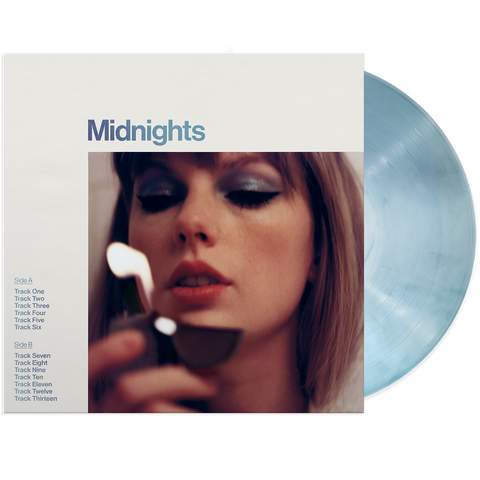 Midnights
Side A
Track One
Track Two
Track Three
Track Four
Track Five
Track Six
Side B
Track Seven
Track Eight
Track Nine
Track Ten
Track Eleven
Track Twelve
Track Thirteen